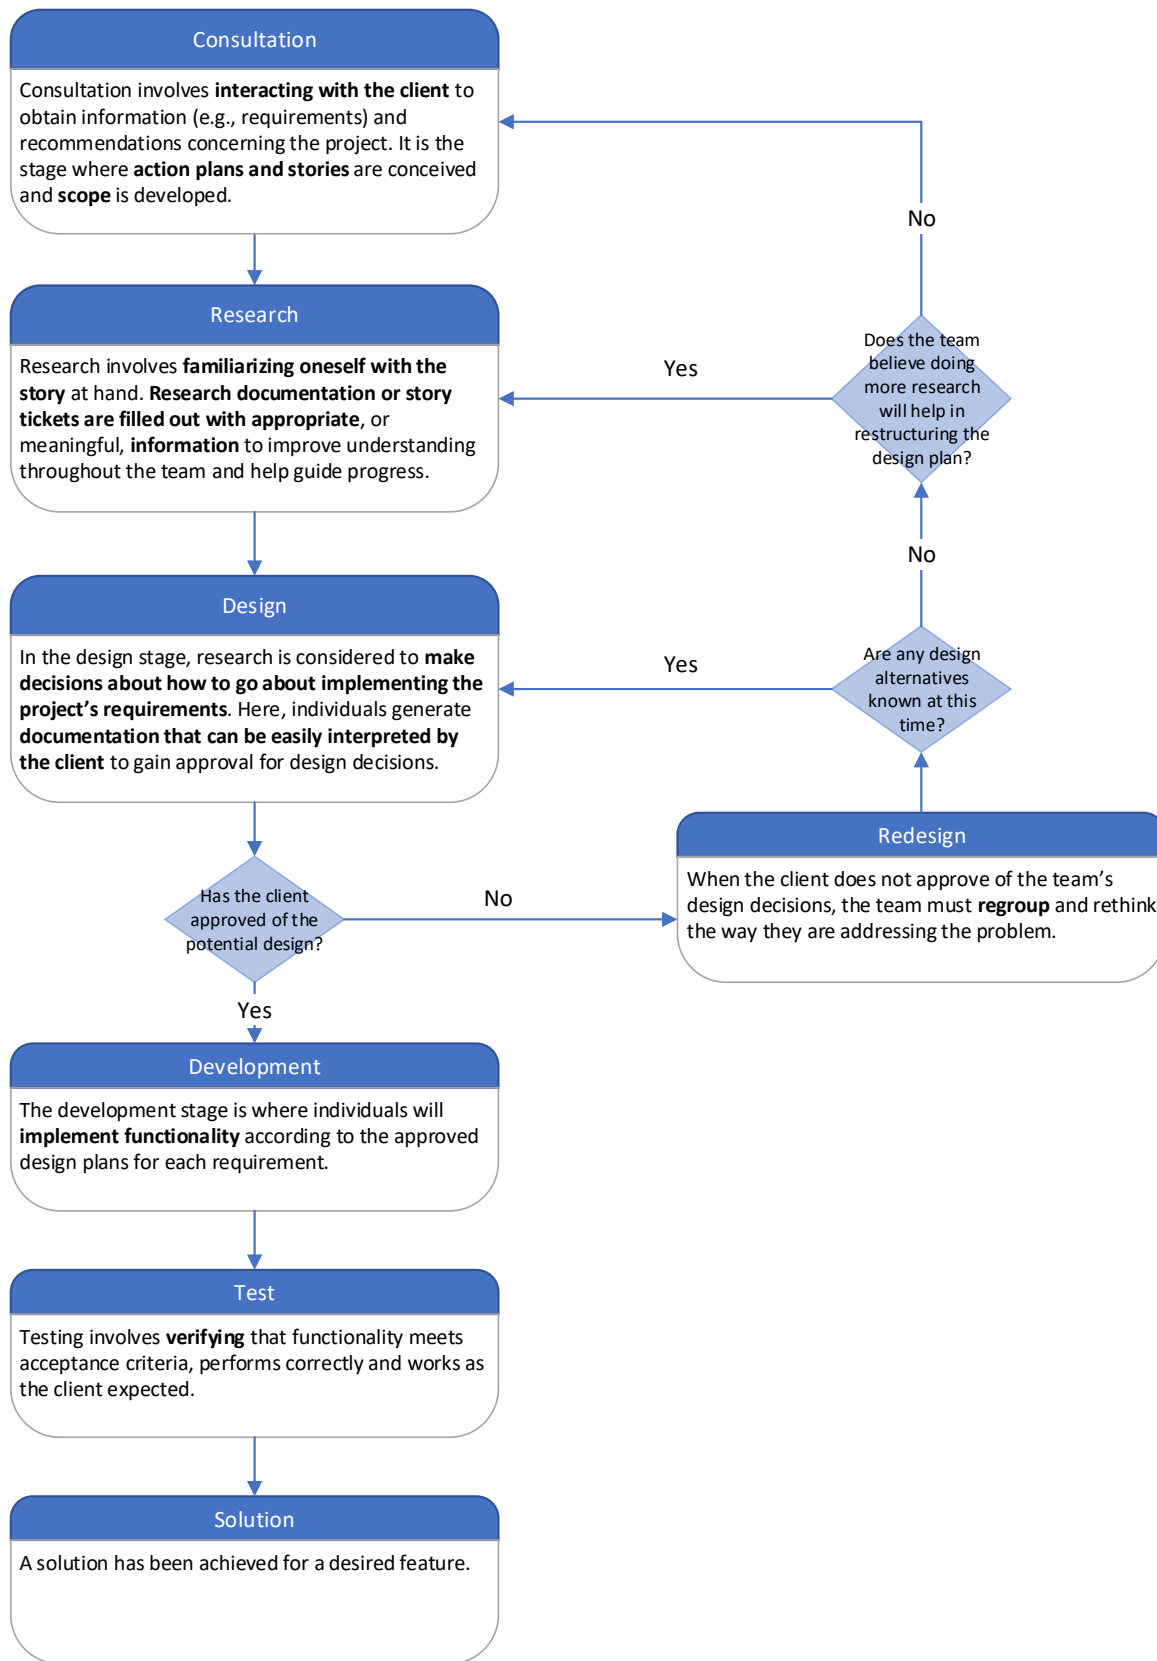 Consultation
Consultation involves interacting with the client to
obtain information (e.g., requirements) and
recommendations concerning the project. It is the
stage where action plans and stories are conceived
and scope is developed.
No
Research
Research involves familiarizing oneself with the
story at hand. Research documentation or story
tickets are filled out with appropriate, or
meaningful, information to improve understanding
throughout the team and help guide progress.
Yes
Does the team
believe doing
more research
will help in
restructuring the
design plan?
No
Design
In the design stage, research is considered to make
decisions about how to go about implementing the
project's requirements. Here, individuals generate
documentation that can be easily interpreted by
the client to gain approval for design decisions.
Yes
Are any design
alternatives
known at this
time?
Has the client
approved of the
potential design?
No
Redesign
When the client does not approve of the team's
design decisions, the team must regroup and rethink
the way they are addressing the problem.
Yes
Development
The development stage is where individuals will
implement functionality according to the approved
design plans for each requirement.
Test
Testing involves verifying that functionality meets
acceptance criteria, performs correctly and works as
the client expected.
Solution
A solution has been achieved for a desired feature.